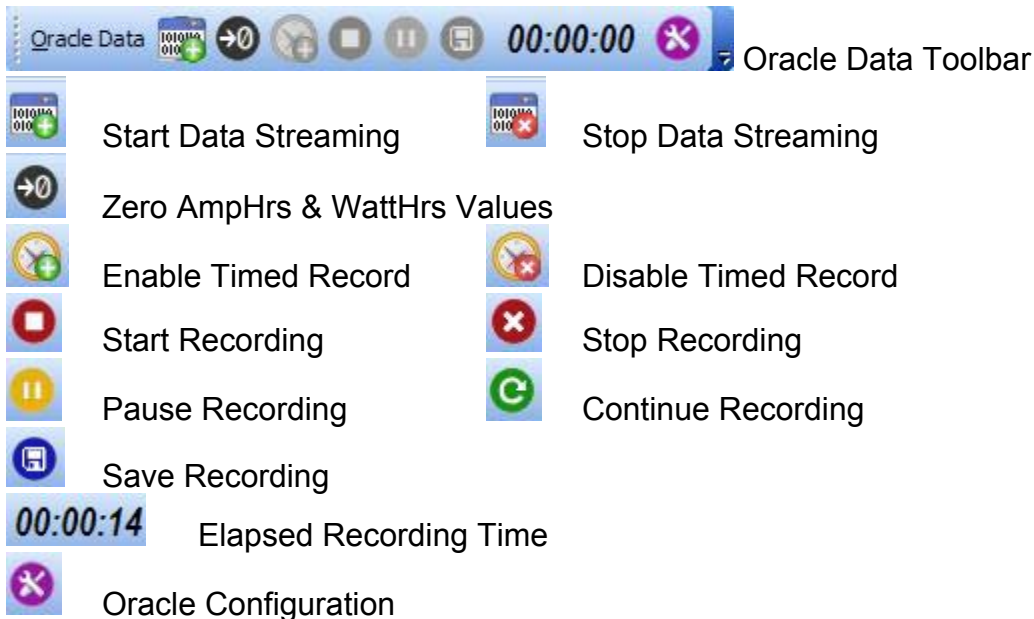 Oracle Data 00:00:00 Oracle Data Toolbar
Start Data Streaming Stop Data Streaming
→0 Zero AmpHrs & WattHrs Values
Enable Timed Record Disable Timed Record
Start Recording Stop Recording
Pause Recording Continue Recording
Save Recording
00:00:14 Elapsed Recording Time
Oracle Configuration